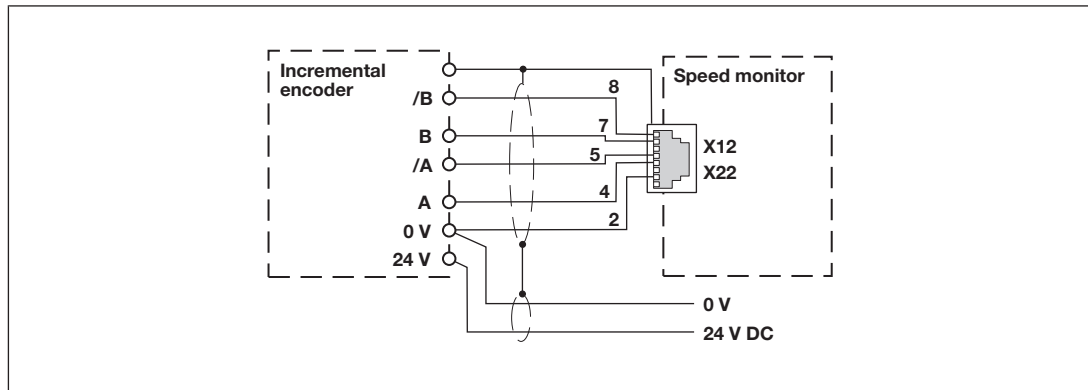 Incremental
encoder
Speed monitor
/B
8
B
7
X12
/A
5
X22
A
4
0 V
2
24 V
0 V
24 V DC